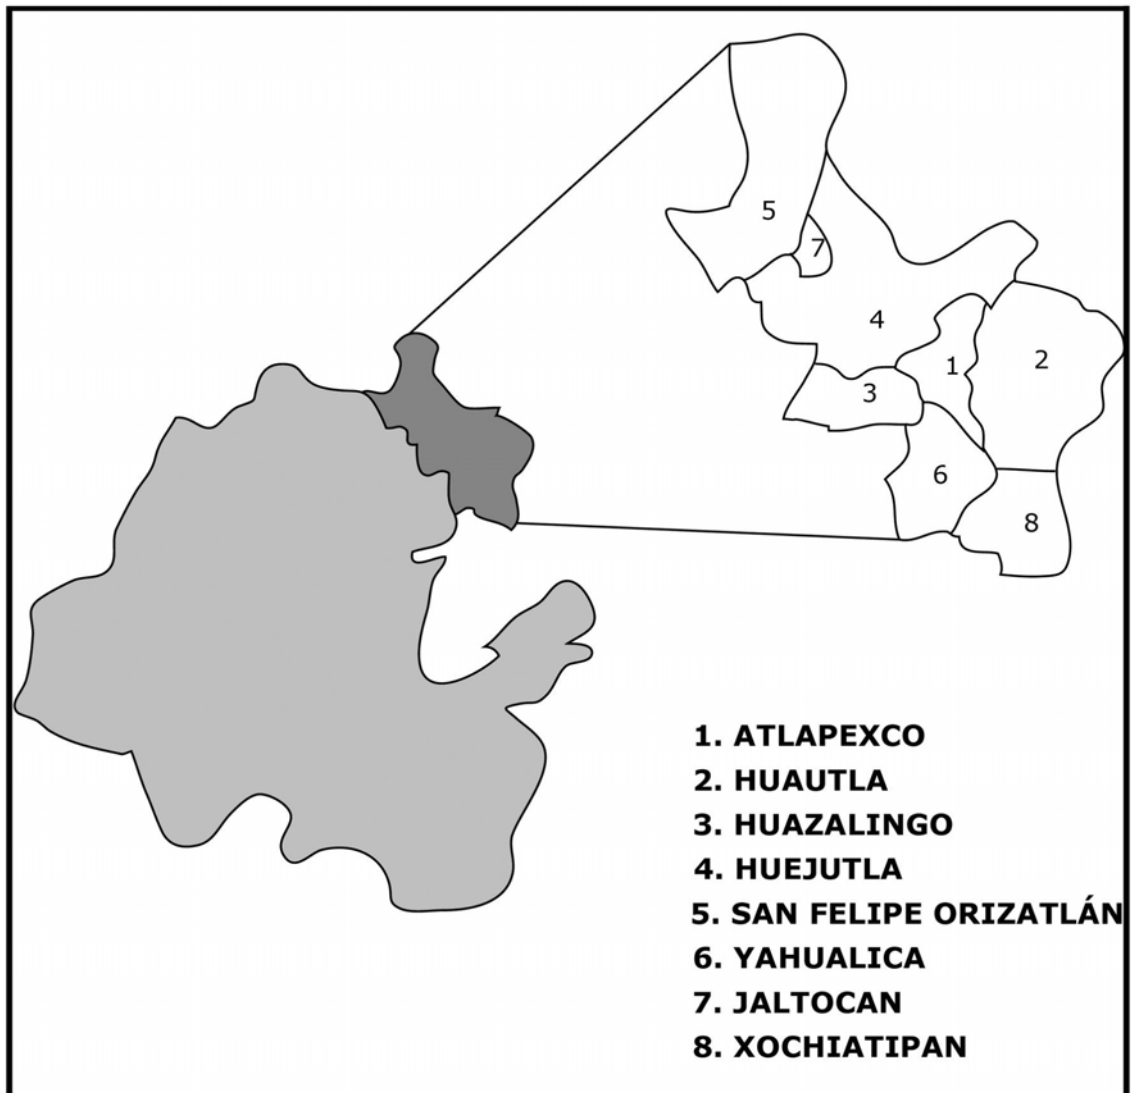 5
7
4
1
2
3
6
8
1. ATLAPEXCO
2. HUAUTLA
3. HUAZALINGO
4. HUEJUTLA
5. SAN FELIPE ORIZATLÁN
6. YAHUALICA
7. JALTOCAN
8. XOCHIATIPAN